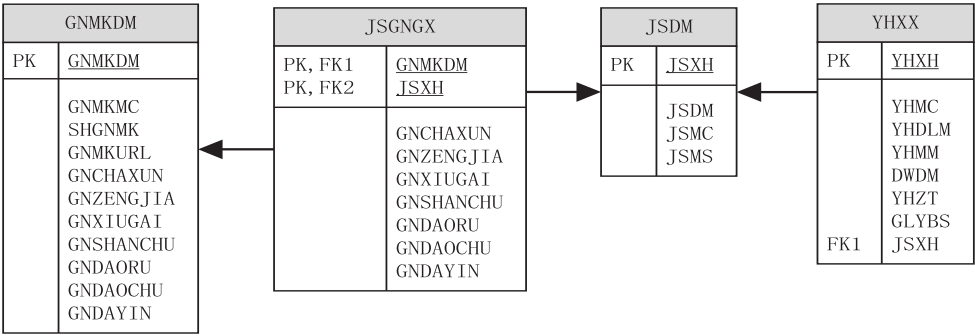 GNMKDM
PK GNMKDM
GNMKMC
SHGNMK
GNMKURL
GNCHAXUN
GNZENGJIA
GNXIUGAI
GNSHANCHU
GNDAORU
GNDAOCHU
GNDAYIN
JSGNGX
PK, FK1 GNMKDM
PK, FK2 JSXH
GNCHAXUN
GNZENGJIA
GNXIUGAI
GNSHANCHU
GNDAORU
GNDAOCHU
GNDAYIN
JSDM
PK JSXH
JSDM
JSMC
JSMS
YHXX
PK YHXH
YHMC
YHDLM
YHMM
DWDM
YHZT
GLYBS
FK1 JSXH